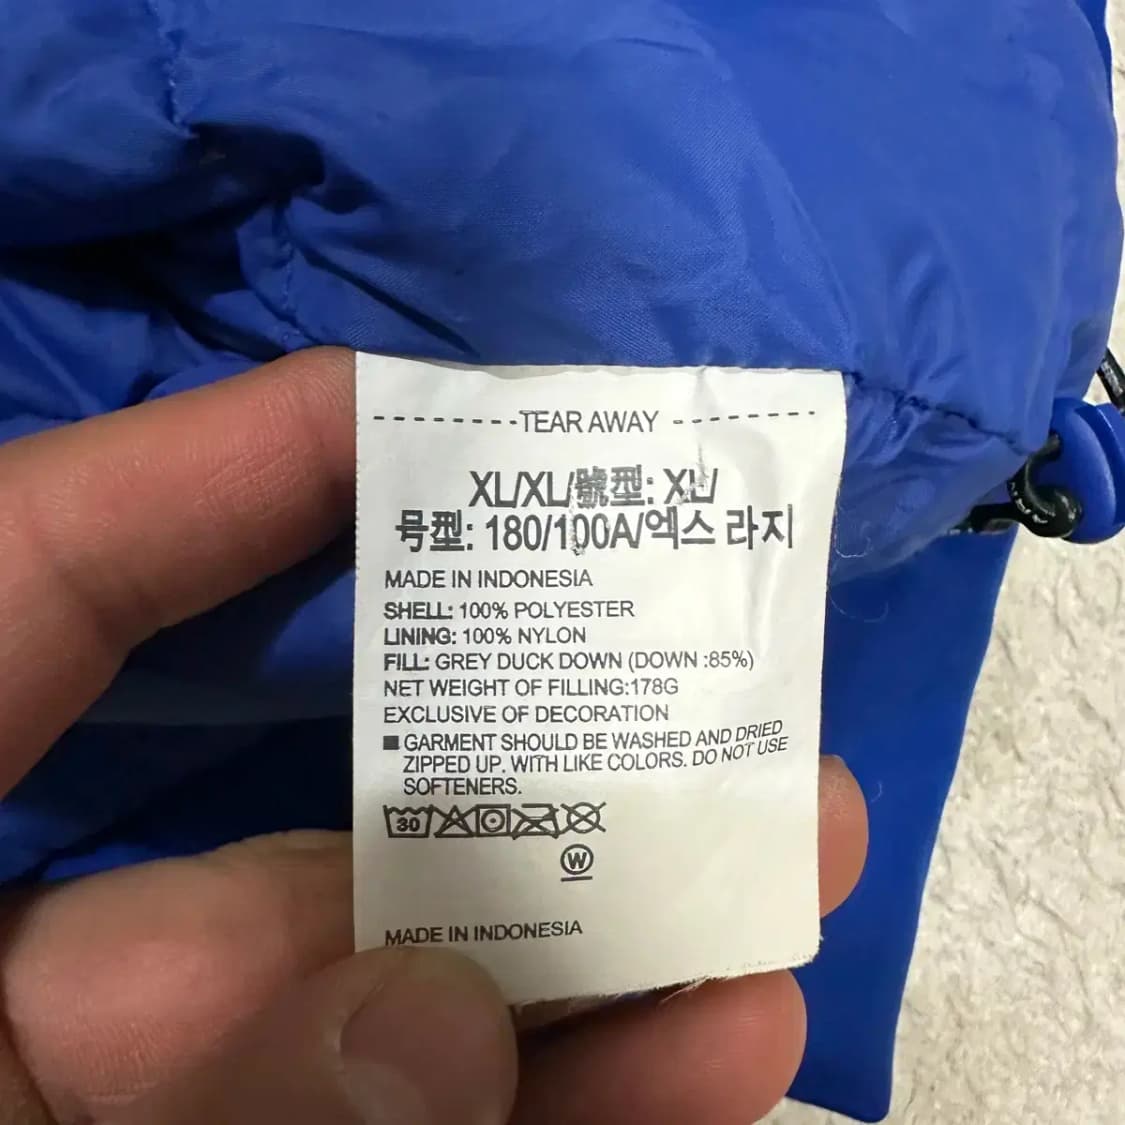 TEAR AWAY
XL/XL/號型: XL/
号型: 180/100A/엑스 라지
MADE IN INDONESIA
SHELL: 100% POLYESTER
LINING: 100% NYLON
FILL: GREY DUCK DOWN (DOWN :85%)
NET WEIGHT OF FILLING:178G
EXCLUSIVE OF DECORATION
■ GARMENT SHOULD BE WASHED AND DRIED
ZIPPED UP. WITH LIKE COLORS. DO NOT USE
SOFTENERS.
30
W
MADE IN INDONESIA